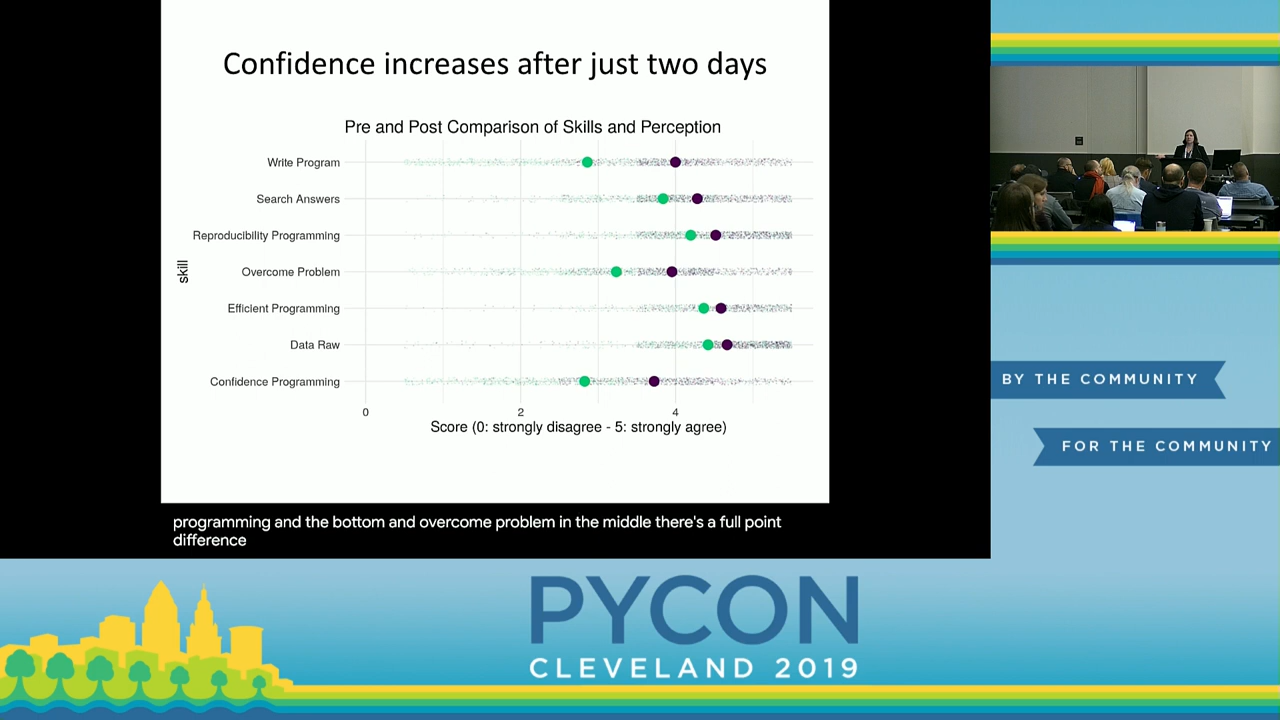 Confidence increases after just two days
Pre and Post Comparison of Skills and Perception
Write Program
Search Answers
Reproducibility Programming
Overcome Problem
Efficient Programming
Data Raw
Confidence Programming
skill
0 2 4
Score (0: strongly disagree - 5: strongly agree)
programming and the bottom and overcome problem in the middle there's a full point
difference
BY THE COMMUNITY
FOR THE COMMUNITY
PYCON
CLEVELAND 2019